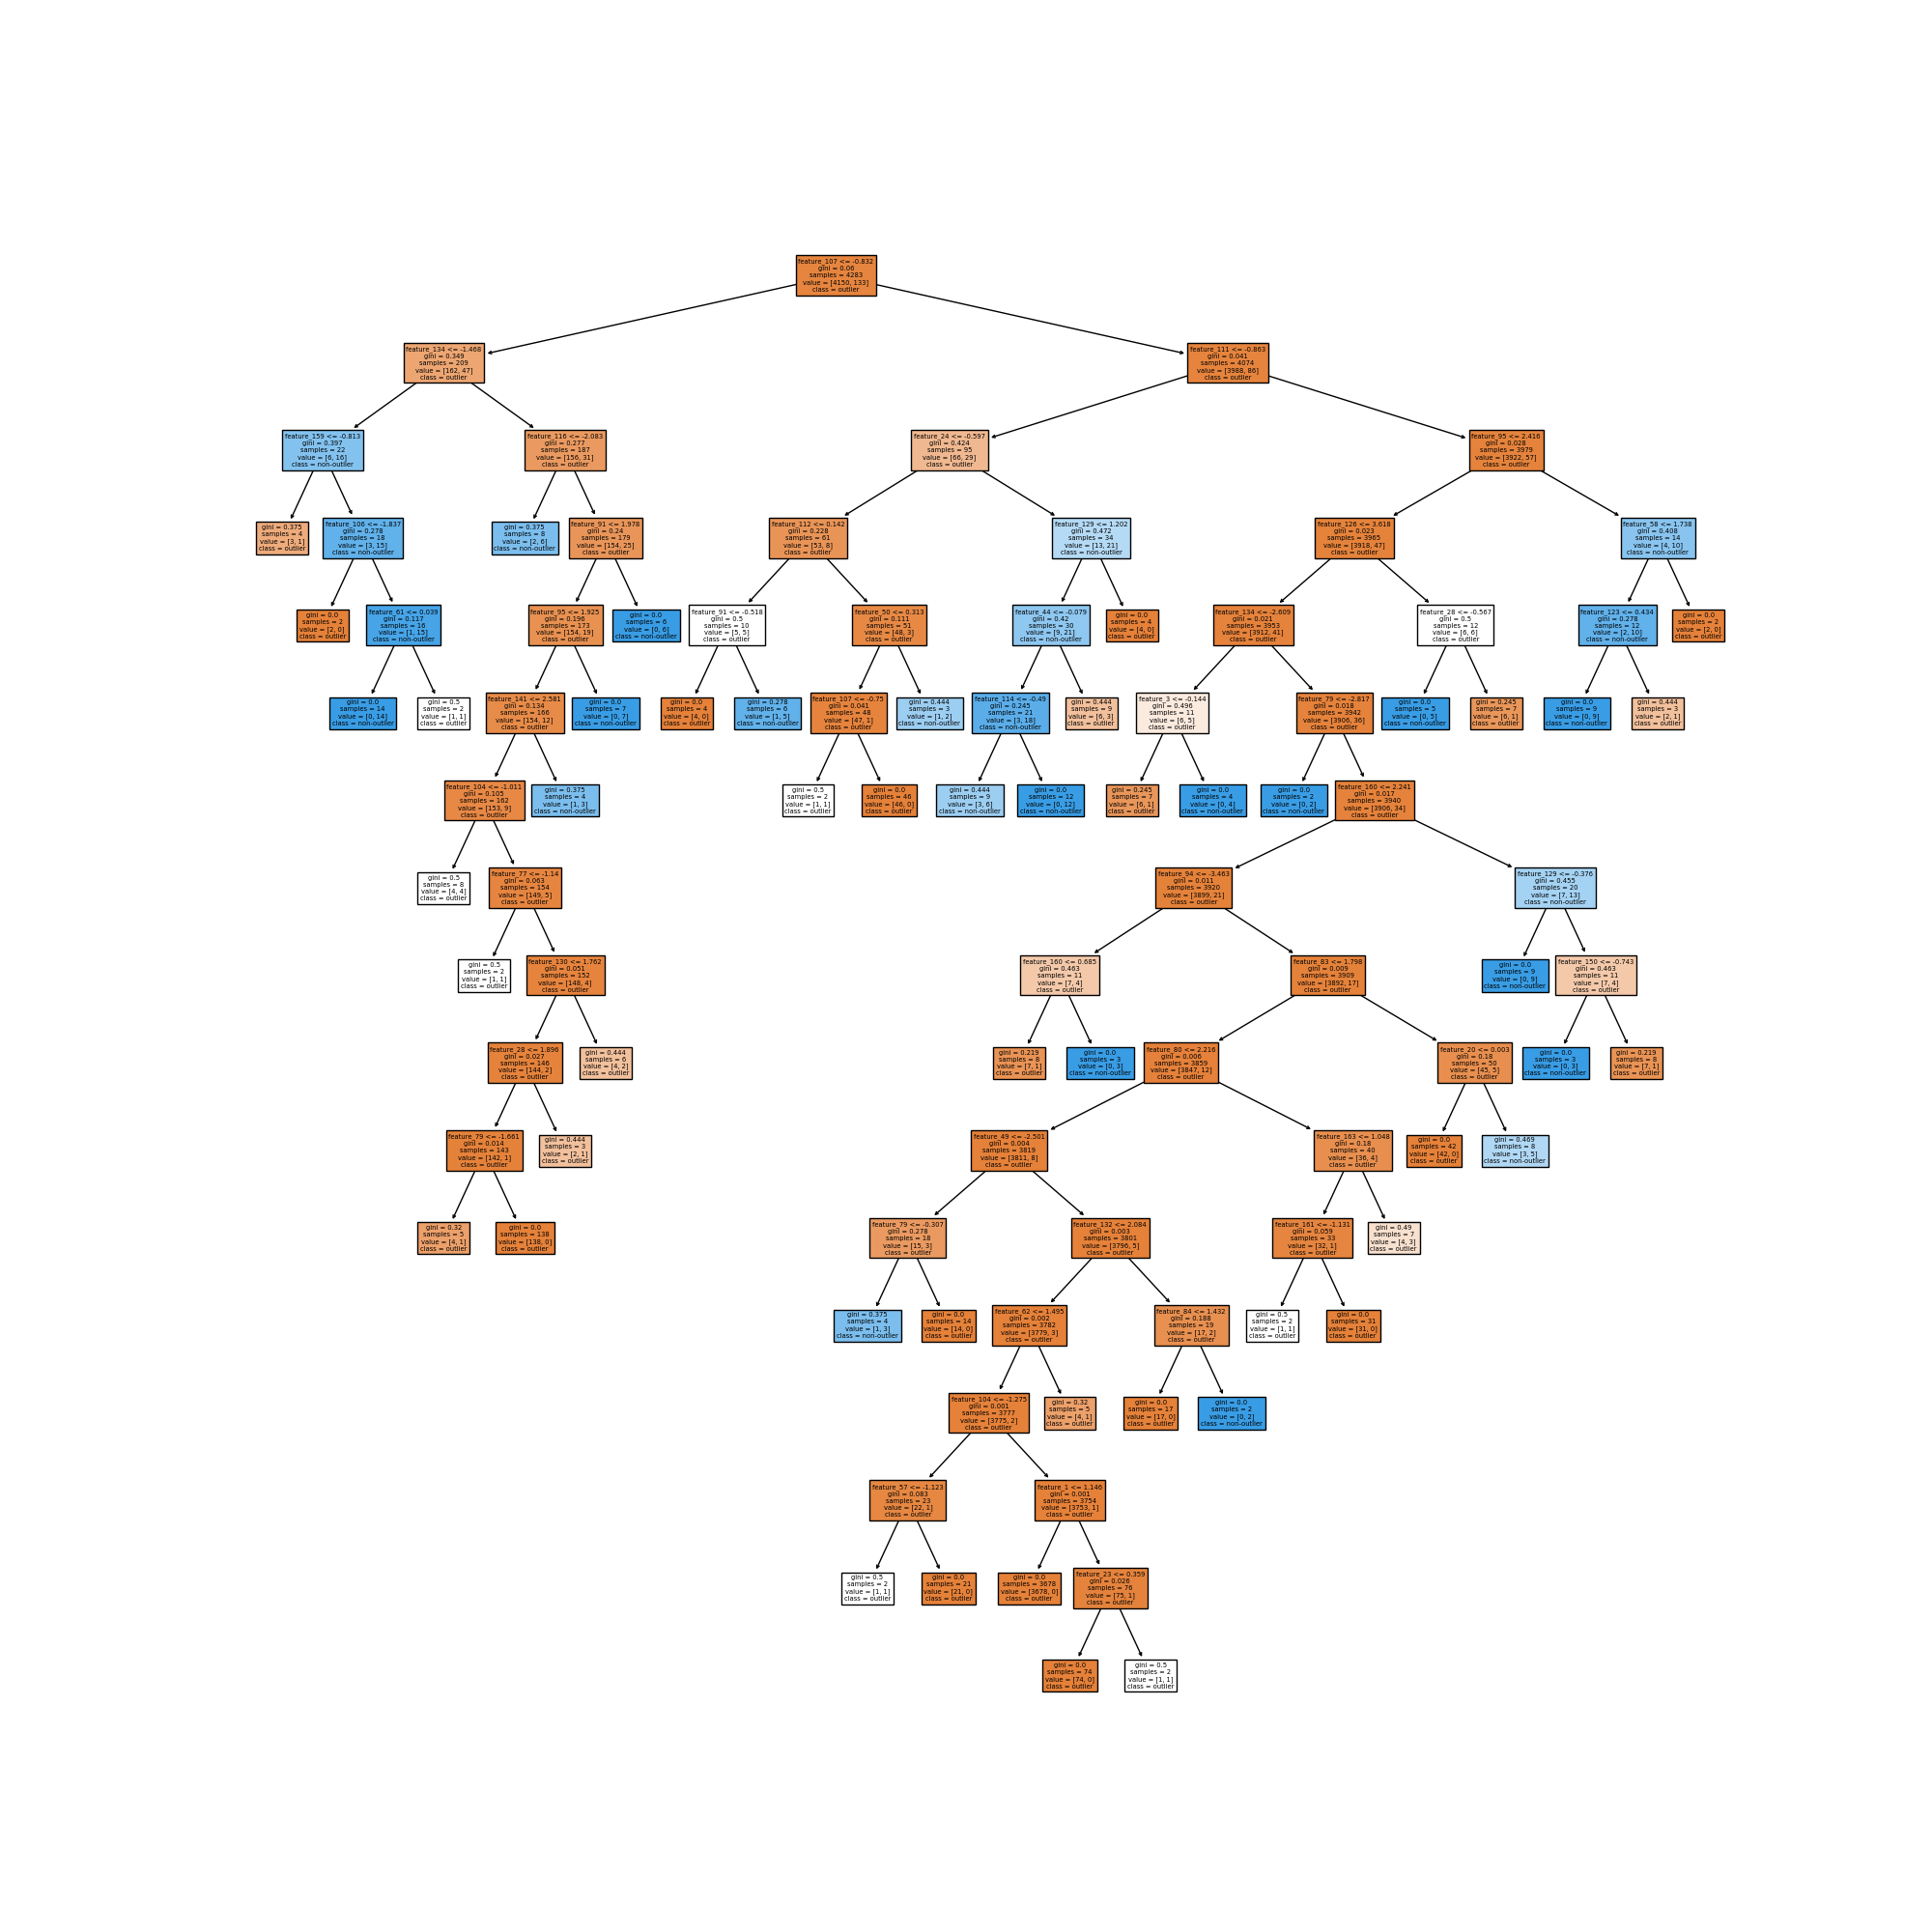 feature_107 <= -0.832
gini = 0.06
samples = 4283
value = [4150, 133]
class = outlier
feature_134 <= -1.468
gini = 0.349
samples = 209
value = [162, 47]
class = outlier
feature_111 <= -0.863
gini = 0.041
samples = 4074
value = [3988, 86]
class = outlier
feature_159 <= -0.813
gini = 0.397
samples = 22
value = [6, 16]
class = non-outlier
feature_116 <= -2.083
gini = 0.277
samples = 187
value = [156, 31]
class = outlier
feature_24 <= -0.597
gini = 0.424
samples = 95
value = [66, 29]
class = outlier
feature_95 <= 2.416
gini = 0.028
samples = 3979
value = [3922, 57]
class = outlier
gini = 0.375
samples = 4
value = [3, 1]
class = outlier
feature_106 <= -1.837
gini = 0.278
samples = 18
value = [3, 15]
class = non-outlier
gini = 0.375
samples = 8
value = [2, 6]
class = non-outlier
feature_91 <= 1.978
gini = 0.24
samples = 179
value = [154, 25]
class = outlier
feature_112 <= 0.142
gini = 0.228
samples = 61
value = [53, 8]
class = outlier
feature_129 <= 1.202
gini = 0.472
samples = 34
value = [13, 21]
class = non-outlier
feature_126 <= 3.618
gini = 0.023
samples = 3965
value = [3918, 47]
class = outlier
feature_58 <= 1.738
gini = 0.408
samples = 14
value = [4, 10]
class = non-outlier
gini = 0.0
samples = 2
value = [2, 0]
class = outlier
feature_61 <= 0.039
gini = 0.117
samples = 16
value = [1, 15]
class = non-outlier
feature_95 <= 1.925
gini = 0.196
samples = 173
value = [154, 19]
class = outlier
gini = 0.0
samples = 6
value = [0, 6]
class = non-outlier
feature_91 <= -0.518
gini = 0.5
samples = 10
value = [5, 5]
class = outlier
feature_50 <= 0.313
gini = 0.111
samples = 51
value = [48, 3]
class = outlier
feature_44 <= -0.079
gini = 0.42
samples = 30
value = [9, 21]
class = non-outlier
gini = 0.0
samples = 4
value = [4, 0]
class = outlier
feature_134 <= -2.609
gini = 0.021
samples = 3953
value = [3912, 41]
class = outlier
feature_28 <= -0.567
gini = 0.5
samples = 12
value = [6, 6]
class = outlier
feature_123 <= 0.434
gini = 0.278
samples = 12
value = [2, 10]
class = non-outlier
gini = 0.0
samples = 2
value = [2, 0]
class = outlier
gini = 0.0
samples = 14
value = [0, 14]
class = non-outlier
gini = 0.5
samples = 2
value = [1, 1]
class = outlier
feature_141 <= 2.581
gini = 0.134
samples = 166
value = [154, 12]
class = outlier
gini = 0.0
samples = 7
value = [0, 7]
class = non-outlier
gini = 0.0
samples = 4
value = [4, 0]
class = outlier
gini = 0.278
samples = 6
value = [1, 5]
class = non-outlier
feature_107 <= -0.75
gini = 0.041
samples = 48
value = [47, 1]
class = outlier
gini = 0.444
samples = 3
value = [1, 2]
class = non-outlier
feature_114 <= -0.49
gini = 0.245
samples = 21
value = [3, 18]
class = non-outlier
gini = 0.444
samples = 9
value = [6, 3]
class = outlier
feature_3 <= -0.144
gini = 0.496
samples = 11
value = [6, 5]
class = outlier
feature_79 <= -2.817
gini = 0.018
samples = 3942
value = [3906, 36]
class = outlier
gini = 0.0
samples = 5
value = [0, 5]
class = non-outlier
gini = 0.245
samples = 7
value = [6, 1]
class = outlier
gini = 0.0
samples = 9
value = [0, 9]
class = non-outlier
gini = 0.444
samples = 3
value = [2, 1]
class = outlier
feature_104 <= -1.011
gini = 0.105
samples = 162
value = [153, 9]
class = outlier
gini = 0.375
samples = 4
value = [1, 3]
class = non-outlier
gini = 0.5
samples = 2
value = [1, 1]
class = outlier
gini = 0.0
samples = 46
value = [46, 0]
class = outlier
gini = 0.444
samples = 9
value = [3, 6]
class = non-outlier
gini = 0.0
samples = 12
value = [0, 12]
class = non-outlier
gini = 0.245
samples = 7
value = [6, 1]
class = outlier
gini = 0.0
samples = 4
value = [0, 4]
class = non-outlier
gini = 0.0
samples = 2
value = [0, 2]
class = non-outlier
feature_160 <= 2.241
gini = 0.017
samples = 3940
value = [3906, 34]
class = outlier
gini = 0.5
samples = 8
value = [4, 4]
class = outlier
feature_77 <= -1.14
gini = 0.063
samples = 154
value = [149, 5]
class = outlier
feature_94 <= -3.463
gini = 0.011
samples = 3920
value = [3899, 21]
class = outlier
feature_129 <= -0.376
gini = 0.455
samples = 20
value = [7, 13]
class = non-outlier
gini = 0.5
samples = 2
value = [1, 1]
class = outlier
feature_130 <= 1.762
gini = 0.051
samples = 152
value = [148, 4]
class = outlier
feature_160 <= 0.685
gini = 0.463
samples = 11
value = [7, 4]
class = outlier
feature_83 <= 1.798
gini = 0.009
samples = 3909
value = [3892, 17]
class = outlier
gini = 0.0
samples = 9
value = [0, 9]
class = non-outlier
feature_150 <= -0.743
gini = 0.463
samples = 11
value = [7, 4]
class = outlier
feature_28 <= 1.896
gini = 0.027
samples = 146
value = [144, 2]
class = outlier
gini = 0.444
samples = 6
value = [4, 2]
class = outlier
gini = 0.219
samples = 8
value = [7, 1]
class = outlier
gini = 0.0
samples = 3
value = [0, 3]
class = non-outlier
feature_80 <= 2.216
gini = 0.006
samples = 3859
value = [3847, 12]
class = outlier
feature_20 <= 0.003
gini = 0.18
samples = 50
value = [45, 5]
class = outlier
gini = 0.0
samples = 3
value = [0, 3]
class = non-outlier
gini = 0.219
samples = 8
value = [7, 1]
class = outlier
feature_79 <= -1.661
gini = 0.014
samples = 143
value = [142, 1]
class = outlier
gini = 0.444
samples = 3
value = [2, 1]
class = outlier
feature_49 <= -2.501
gini = 0.004
samples = 3819
value = [3811, 8]
class = outlier
feature_163 <= 1.048
gini = 0.18
samples = 40
value = [36, 4]
class = outlier
gini = 0.0
samples = 42
value = [42, 0]
class = outlier
gini = 0.469
samples = 8
value = [3, 5]
class = non-outlier
gini = 0.32
samples = 5
value = [4, 1]
class = outlier
gini = 0.0
samples = 138
value = [138, 0]
class = outlier
feature_79 <= -0.307
gini = 0.278
samples = 18
value = [15, 3]
class = outlier
feature_132 <= 2.084
gini = 0.003
samples = 3801
value = [3796, 5]
class = outlier
feature_161 <= -1.131
gini = 0.059
samples = 33
value = [32, 1]
class = outlier
gini = 0.49
samples = 7
value = [4, 3]
class = outlier
gini = 0.375
samples = 4
value = [1, 3]
class = non-outlier
gini = 0.0
samples = 14
value = [14, 0]
class = outlier
feature_62 <= 1.495
gini = 0.002
samples = 3782
value = [3779, 3]
class = outlier
feature_84 <= 1.432
gini = 0.188
samples = 19
value = [17, 2]
class = outlier
gini = 0.5
samples = 2
value = [1, 1]
class = outlier
gini = 0.0
samples = 31
value = [31, 0]
class = outlier
feature_104 <= -1.275
gini = 0.001
samples = 3777
value = [3775, 2]
class = outlier
gini = 0.32
samples = 5
value = [4, 1]
class = outlier
gini = 0.0
samples = 17
value = [17, 0]
class = outlier
gini = 0.0
samples = 2
value = [0, 2]
class = non-outlier
feature_57 <= -1.123
gini = 0.083
samples = 23
value = [22, 1]
class = outlier
feature_1 <= 1.146
gini = 0.001
samples = 3754
value = [3753, 1]
class = outlier
gini = 0.5
samples = 2
value = [1, 1]
class = outlier
gini = 0.0
samples = 21
value = [21, 0]
class = outlier
gini = 0.0
samples = 3678
value = [3678, 0]
class = outlier
feature_23 <= 0.359
gini = 0.026
samples = 76
value = [75, 1]
class = outlier
gini = 0.0
samples = 74
value = [74, 0]
class = outlier
gini = 0.5
samples = 2
value = [1, 1]
class = outlier